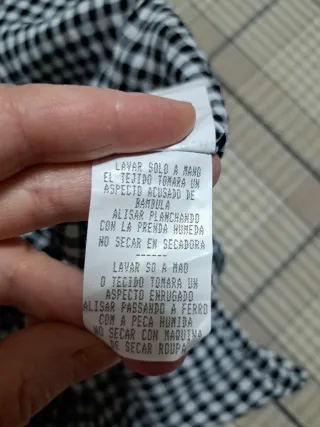 LAVAR SOLO A MANO
EL TEJIDO TOMARA UN
ASPECTO ACUSADO DE
BAMBULA
ALISAR PLANCHANDO
CON LA PRENDA HUMEDA
NO SECAR EN SECADORA
------
LAVAR SO A MAO
O TECIDO TOMARA UN
ASPECTO ENRUGADO
ALISAR PASSANDO A FERRO
COM A PECA HUMIDA
NO SECAR COM MAQUINA
DE SECAR ROUPA